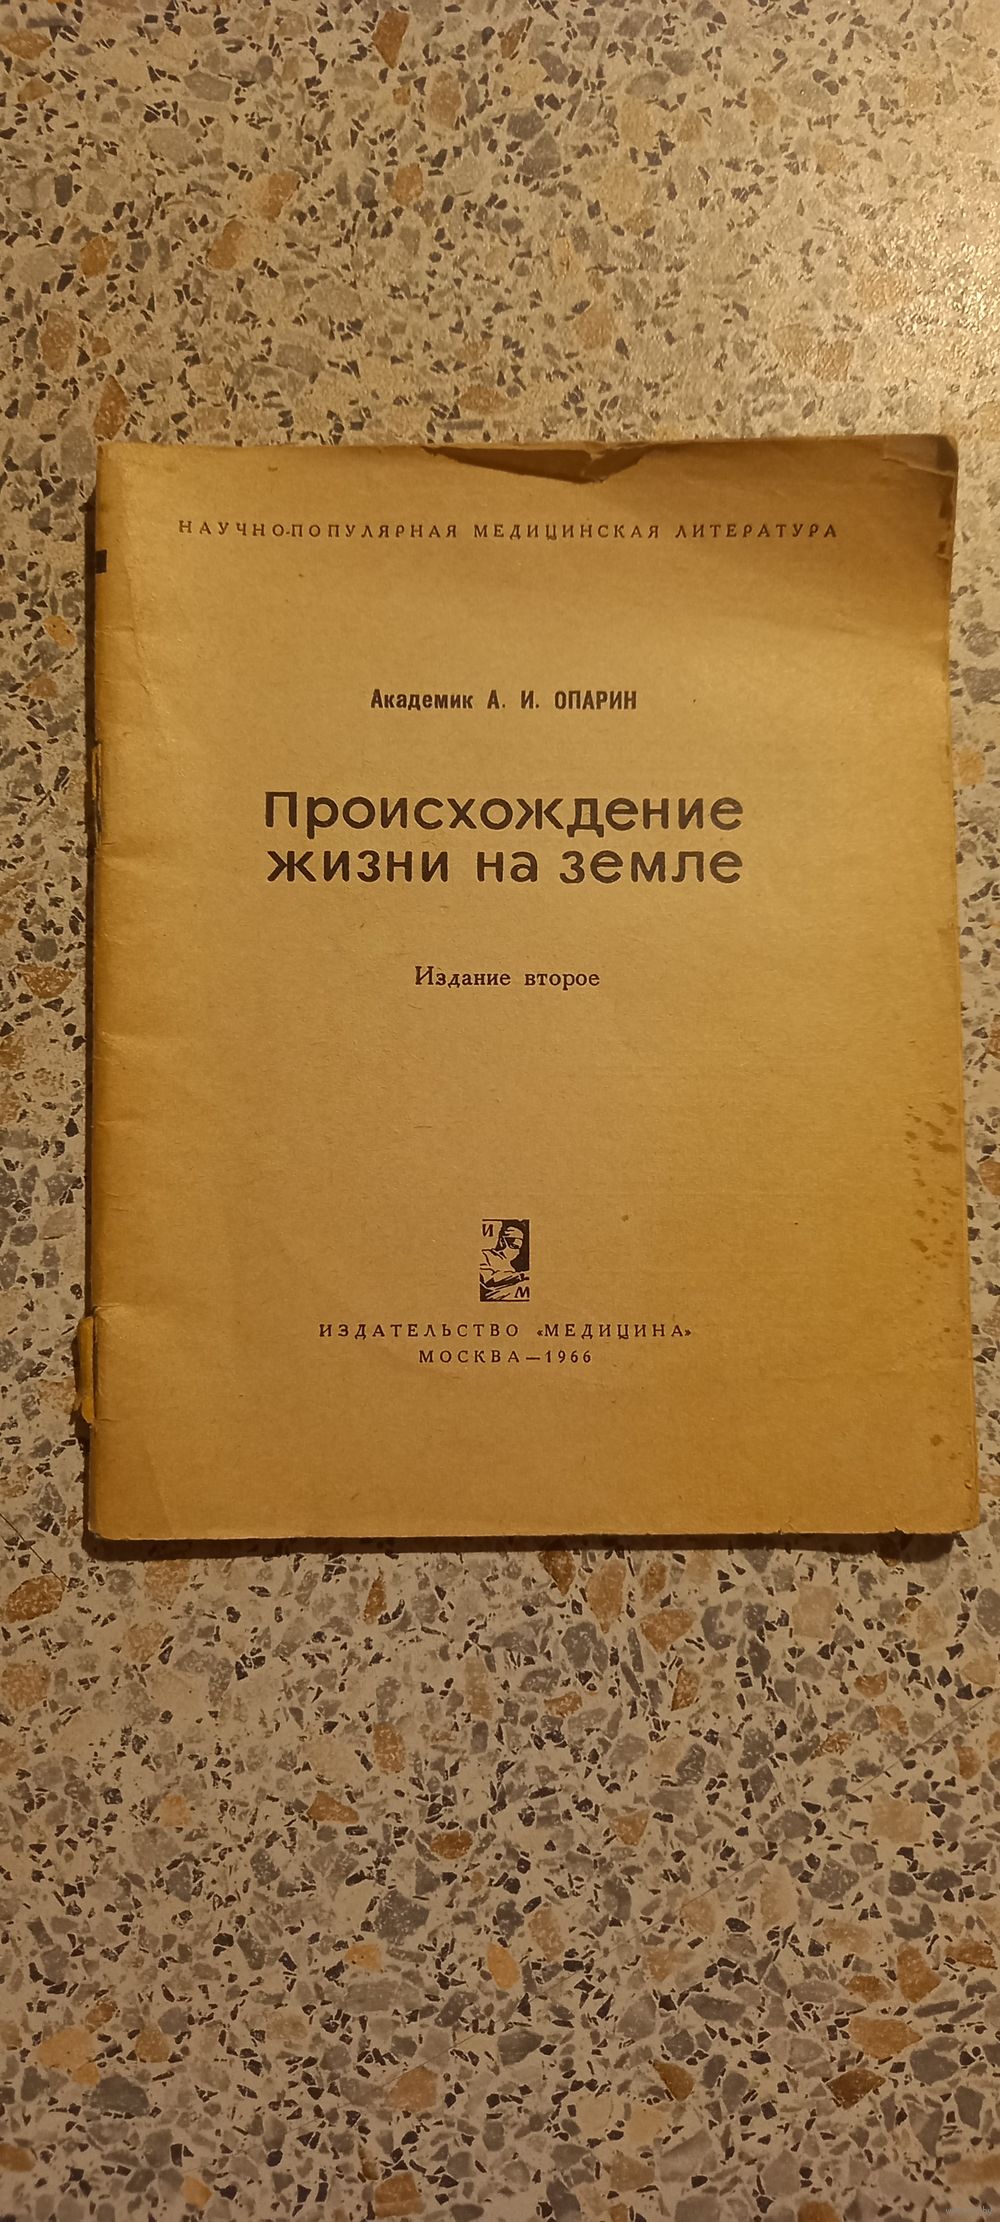 НАУЧНО-ПОПУЛЯРНАЯ МЕДИЦИНСКАЯ ЛИТЕРАТУРА
Академик А. И. ОПАРИН
Происхождение
жизни на земле
Издание второе
И
М
ИЗДАТЕЛЬСТВО «МЕДИЦИНА»
МОСКВА—1966